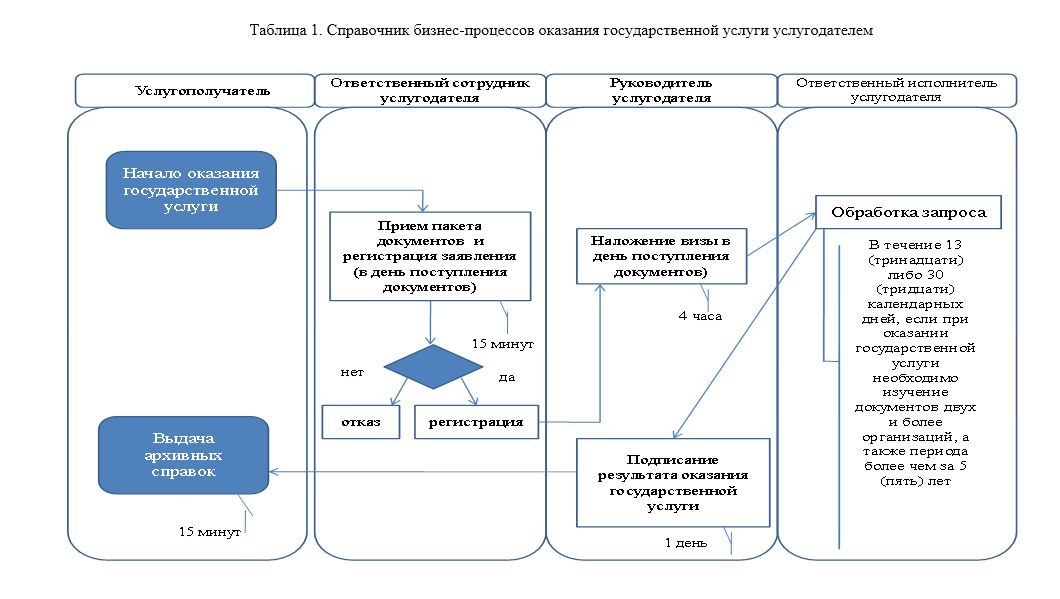 Таблица 1. Справочник бизнес-процессов оказания государственной услуги услугодателем
Услугополучатель
Ответственный сотрудник
услугодателя
Руководитель
услугодателя
Ответственный исполнитель
услугодателя
Начало оказания
государственной
услуги
Прием пакета
документов и
регистрация заявления
(в день поступления
документов)
15 минут
нет
да
отказ
регистрация
Наложение визы в
день поступления
документов)
4 часа
Обработка запроса
В течение 13
(тринадцати)
либо 30
(тридцати)
календарных
дней, если при
оказании
государственной
услуги
необходимо
изучение
документов двух
и более
организаций, а
также периода
более чем за 5
(пять) лет
Подписание
результата оказания
государственной
услуги
1 день
Выдача
архивных
справок
15 минут